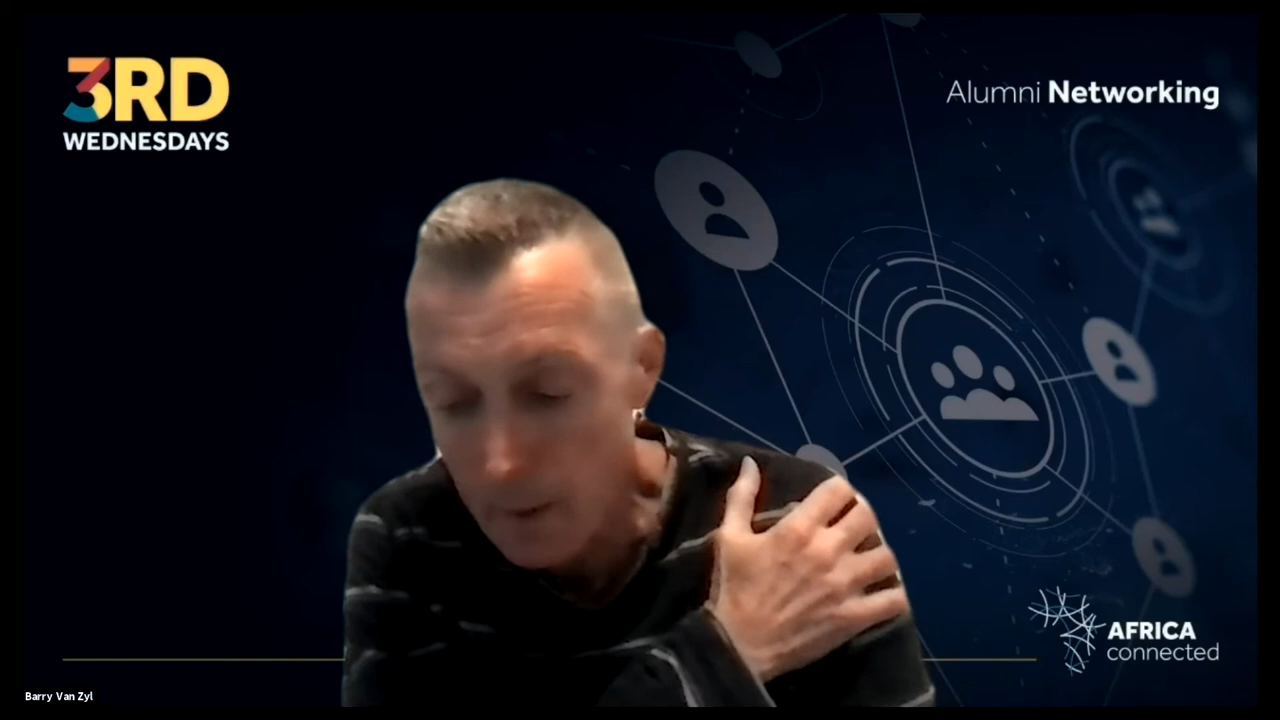 3RD
WEDNESDAYS
Alumni Networking
AFRICA
connected
Barry Van Zyl